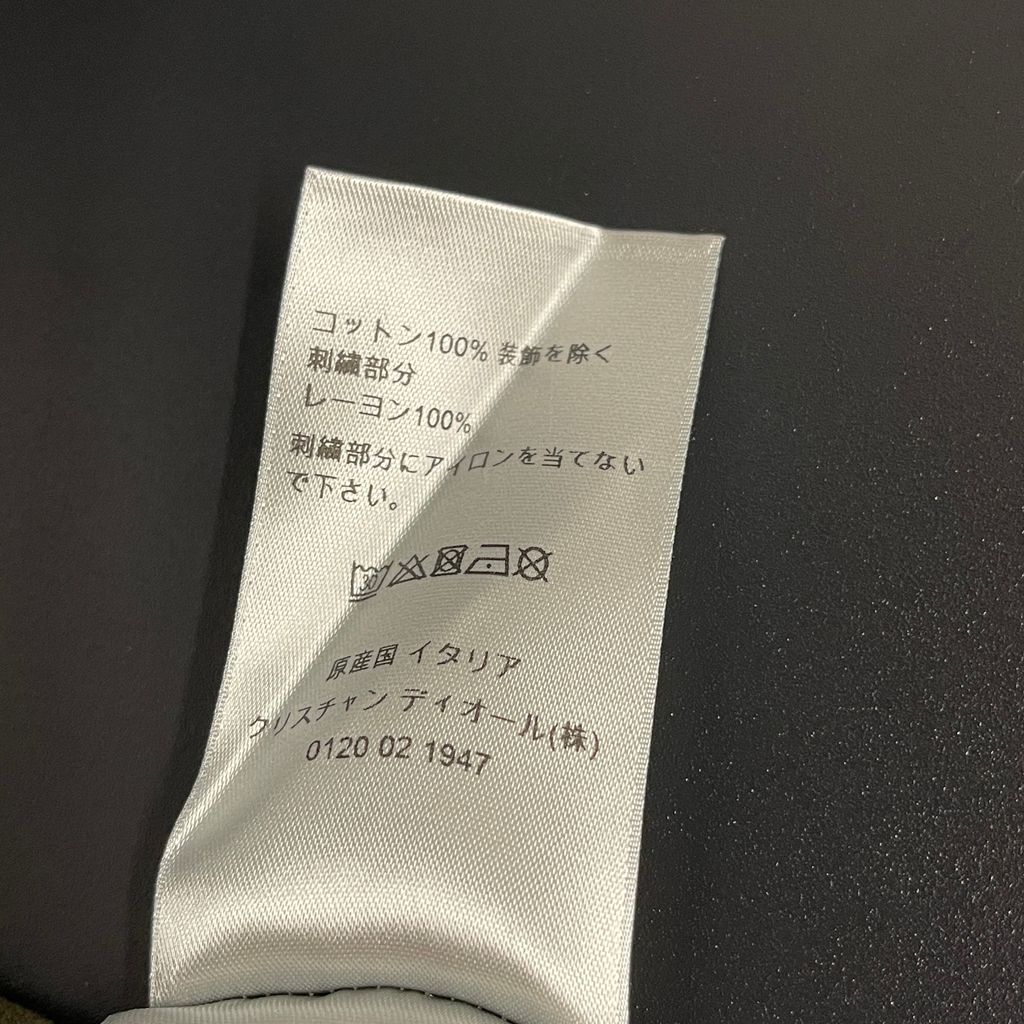 コットン100% 装飾を除く
刺繍部分
レーヨン100%
刺繍部分にアイロンを当てない
で下さい。
30
原産国 イタリア
クリスチャン ディオール(株)
0120 02 1947